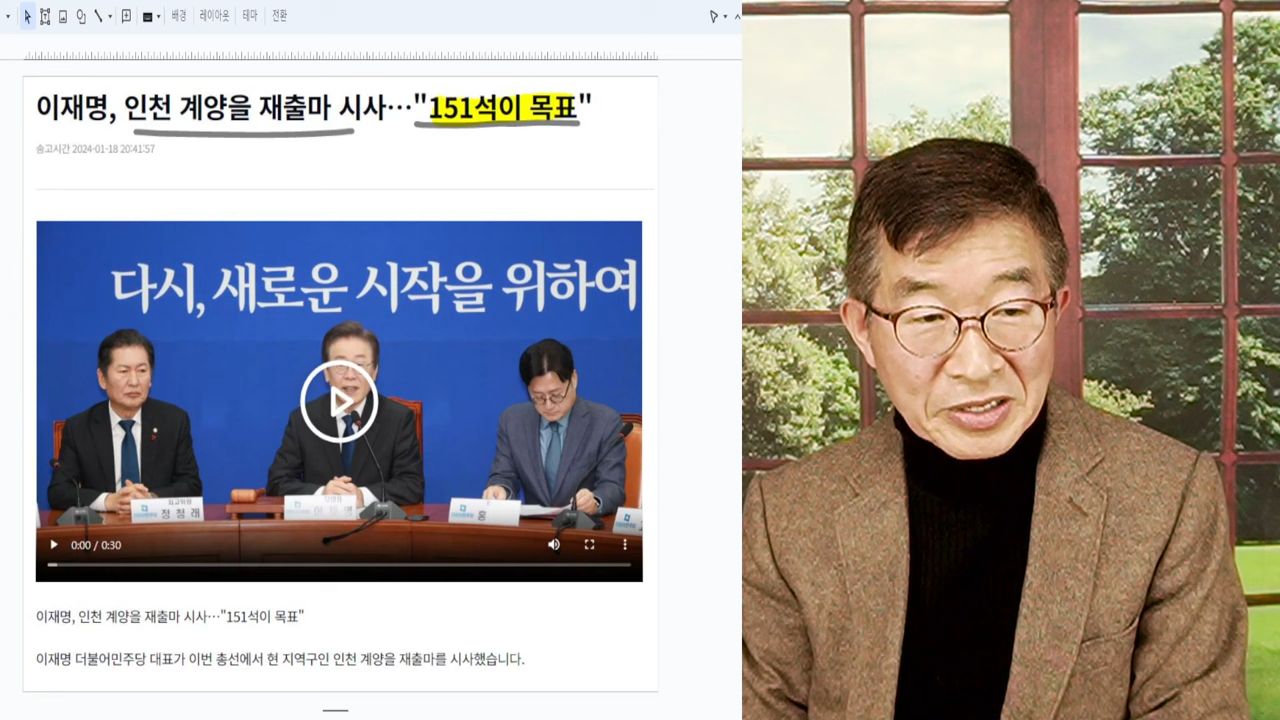 배경 레이아웃 테마 전환
이재명, 인천 계양을 재출마 시사…"151석이 목표"
송고시간 2024-01-18 20:41:57
다시, 새로운 시작을 위하여
최고위원
정청래
홍
0:00 / 0:30
이재명, 인천 계양을 재출마 시사…"151석이 목표"
이재명 더불어민주당 대표가 이번 총선에서 현 지역구인 인천 계양을 재출마를 시사했습니다.